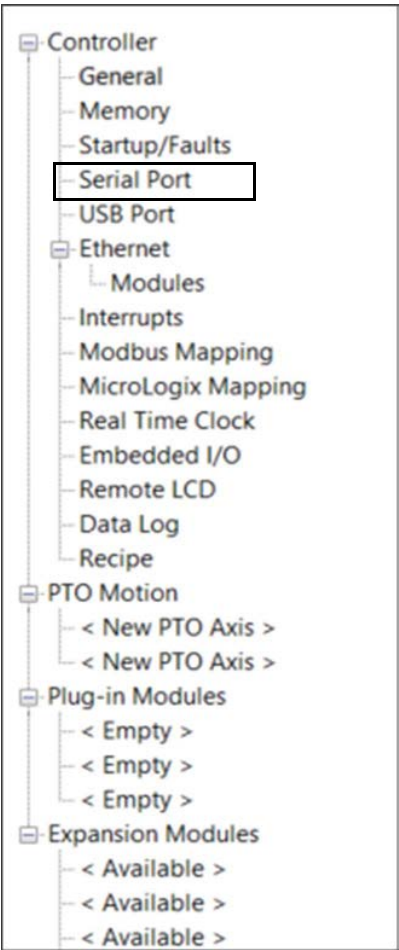 Controller
General
Memory
Startup/Faults
Serial Port
USB Port
Ethernet
Modules
Interrupts
Modbus Mapping
MicroLogix Mapping
Real Time Clock
Embedded I/O
Remote LCD
Data Log
Recipe
PTO Motion
< New PTO Axis >
< New PTO Axis >
Plug-in Modules
< Empty >
< Empty >
< Empty >
Expansion Modules
< Available >
< Available >
< Available >